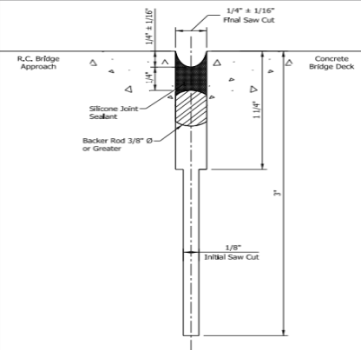 1/4" ± 1/16"
Ffnal Saw Cut
1/4" ± 1/16"
R.C. Bridge
Approach
Concrete
Bridge Deck
1/4"
Silicone Joint
Sealant
1 1/4"
Backer Rod 3/8" Ø
or Greater
3"
1/8"
Initial Saw Cut